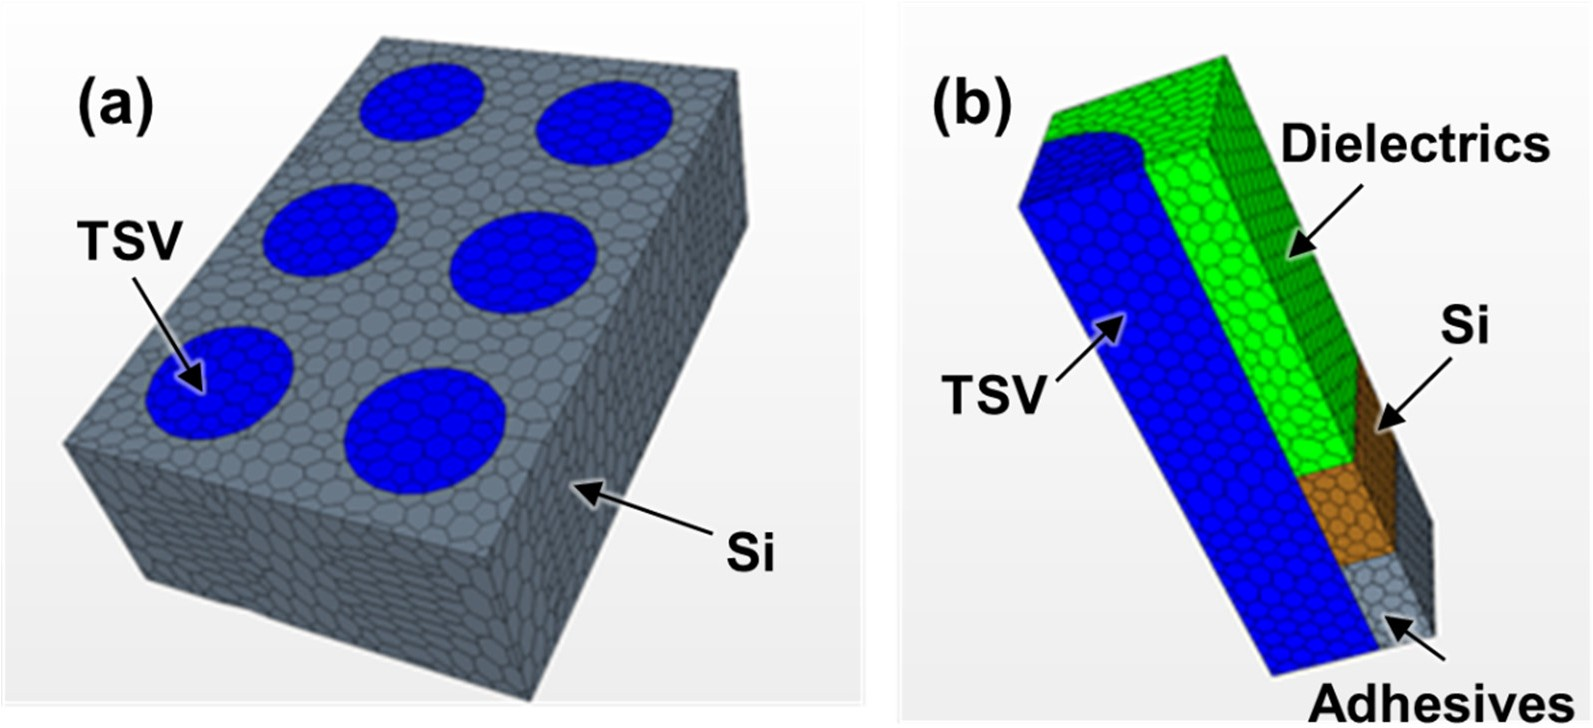 (a)
TSV
Si
(b)
Dielectrics
Si
TSV
Adhesives